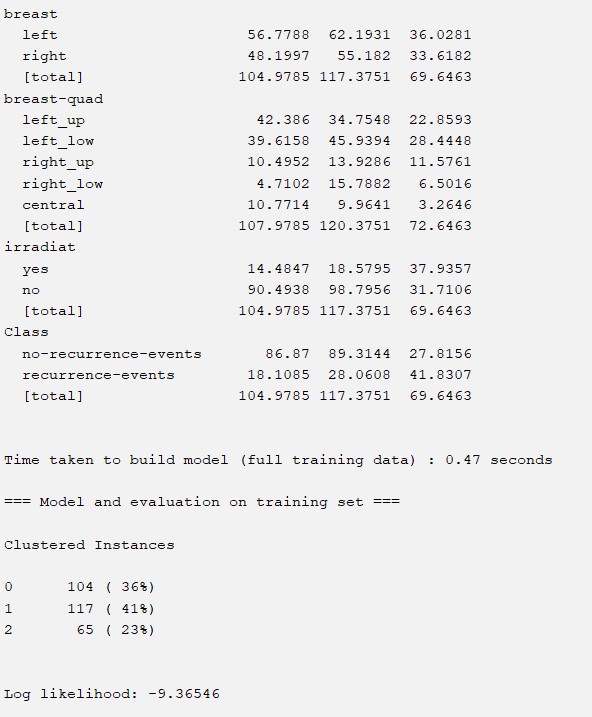 breast
left 56.7788 62.1931 36.0281
right 48.1997 55.182 33.6182
[total] 104.9785 117.3751 69.6463
breast-quad
left_up 42.386 34.7548 22.8593
left_low 39.6158 45.9394 28.4448
right_up 10.4952 13.9286 11.5761
right_low 4.7102 15.7882 6.5016
central 10.7714 9.9641 3.2646
[total] 107.9785 120.3751 72.6463
irradiat
yes 14.4847 18.5795 37.9357
no 90.4938 98.7956 31.7106
[total] 104.9785 117.3751 69.6463
Class
no-recurrence-events 86.87 89.3144 27.8156
recurrence-events 18.1085 28.0608 41.8307
[total] 104.9785 117.3751 69.6463
Time taken to build model (full training data) : 0.47 seconds
=== Model and evaluation on training set ===
Clustered Instances
0 104 ( 36%)
1 117 ( 41%)
2 65 ( 23%)
Log likelihood: -9.36546